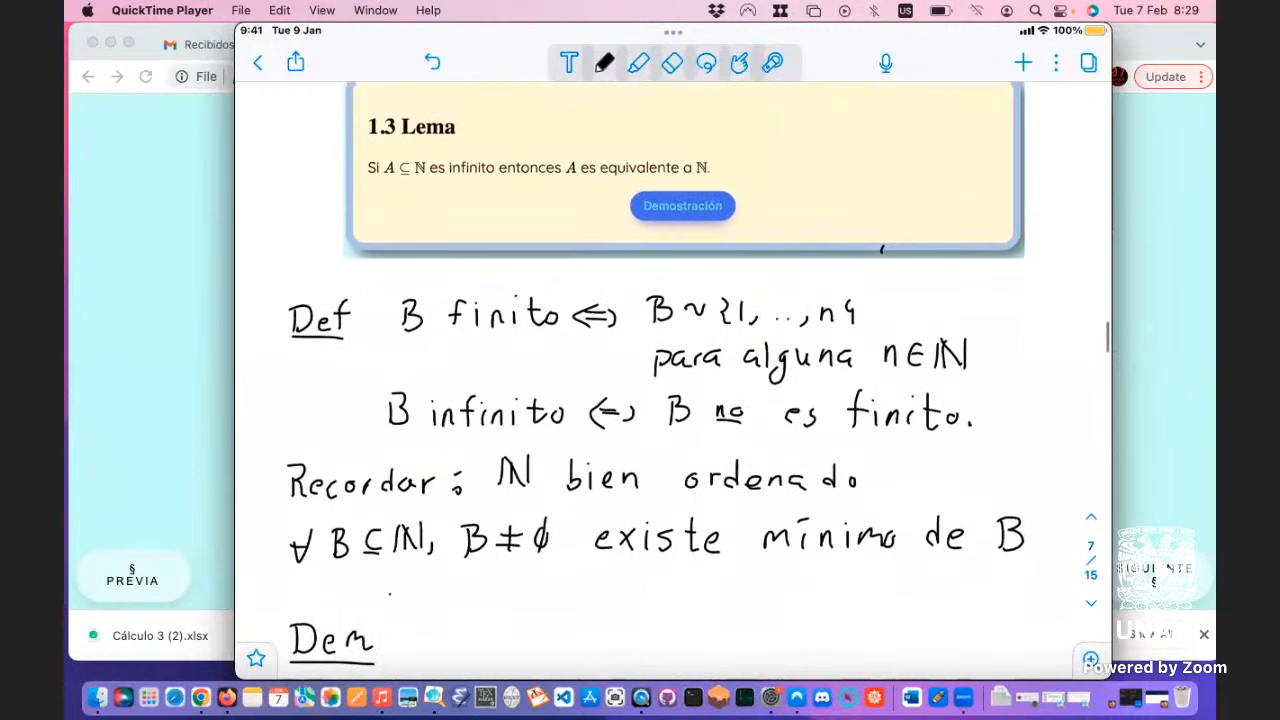 QuickTime Player File Edit View Window Help US Tue 7 Feb 8:29
9:41 Tue 9 Jan 100%
Recibidos
File
Update
T
1.3 Lema
Si A ⊆ ℕ es infinito entonces A es equivalente a ℕ.
Demostración
Def B finito ⟺ B ~ {1, .., n}
para alguna n ∈ ℕ
B infinito ⟺ B no es finito.
Recordar: ℕ bien ordenado
∀ B ⊆ ℕ, B ≠ ∅ existe mínimo de B
Dem
7
/
15
§
PREVIA
SIGUIENTE
§
Cálculo 3 (2).xlsx
UNAM
Powered by Zoom